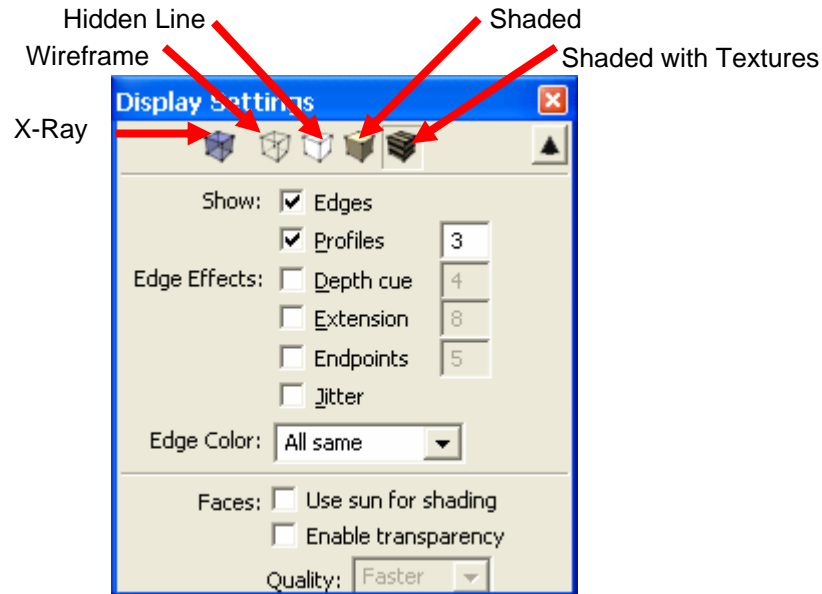 Hidden Line
Shaded
Wireframe
Shaded with Textures
Display Settings
X-Ray
Show: Edges
Profiles 3
Edge Effects: Depth cue 4
Extension 8
Endpoints 5
Jitter
Edge Color: All same
Faces: Use sun for shading
Enable transparency
Quality: Faster